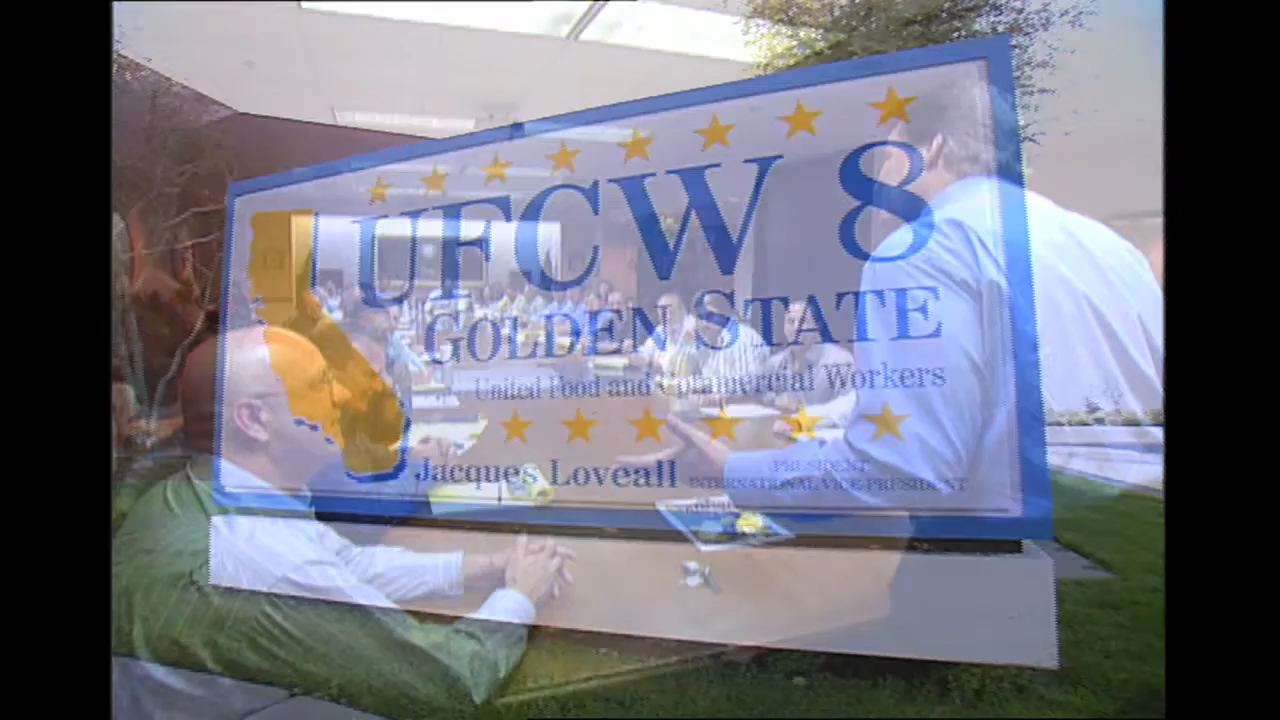 UFCW 8
GOLDEN STATE
United Food and Commercial Workers
Jacques Loveall
PRESIDENT
INTERNATIONAL VICE-PRESIDENT